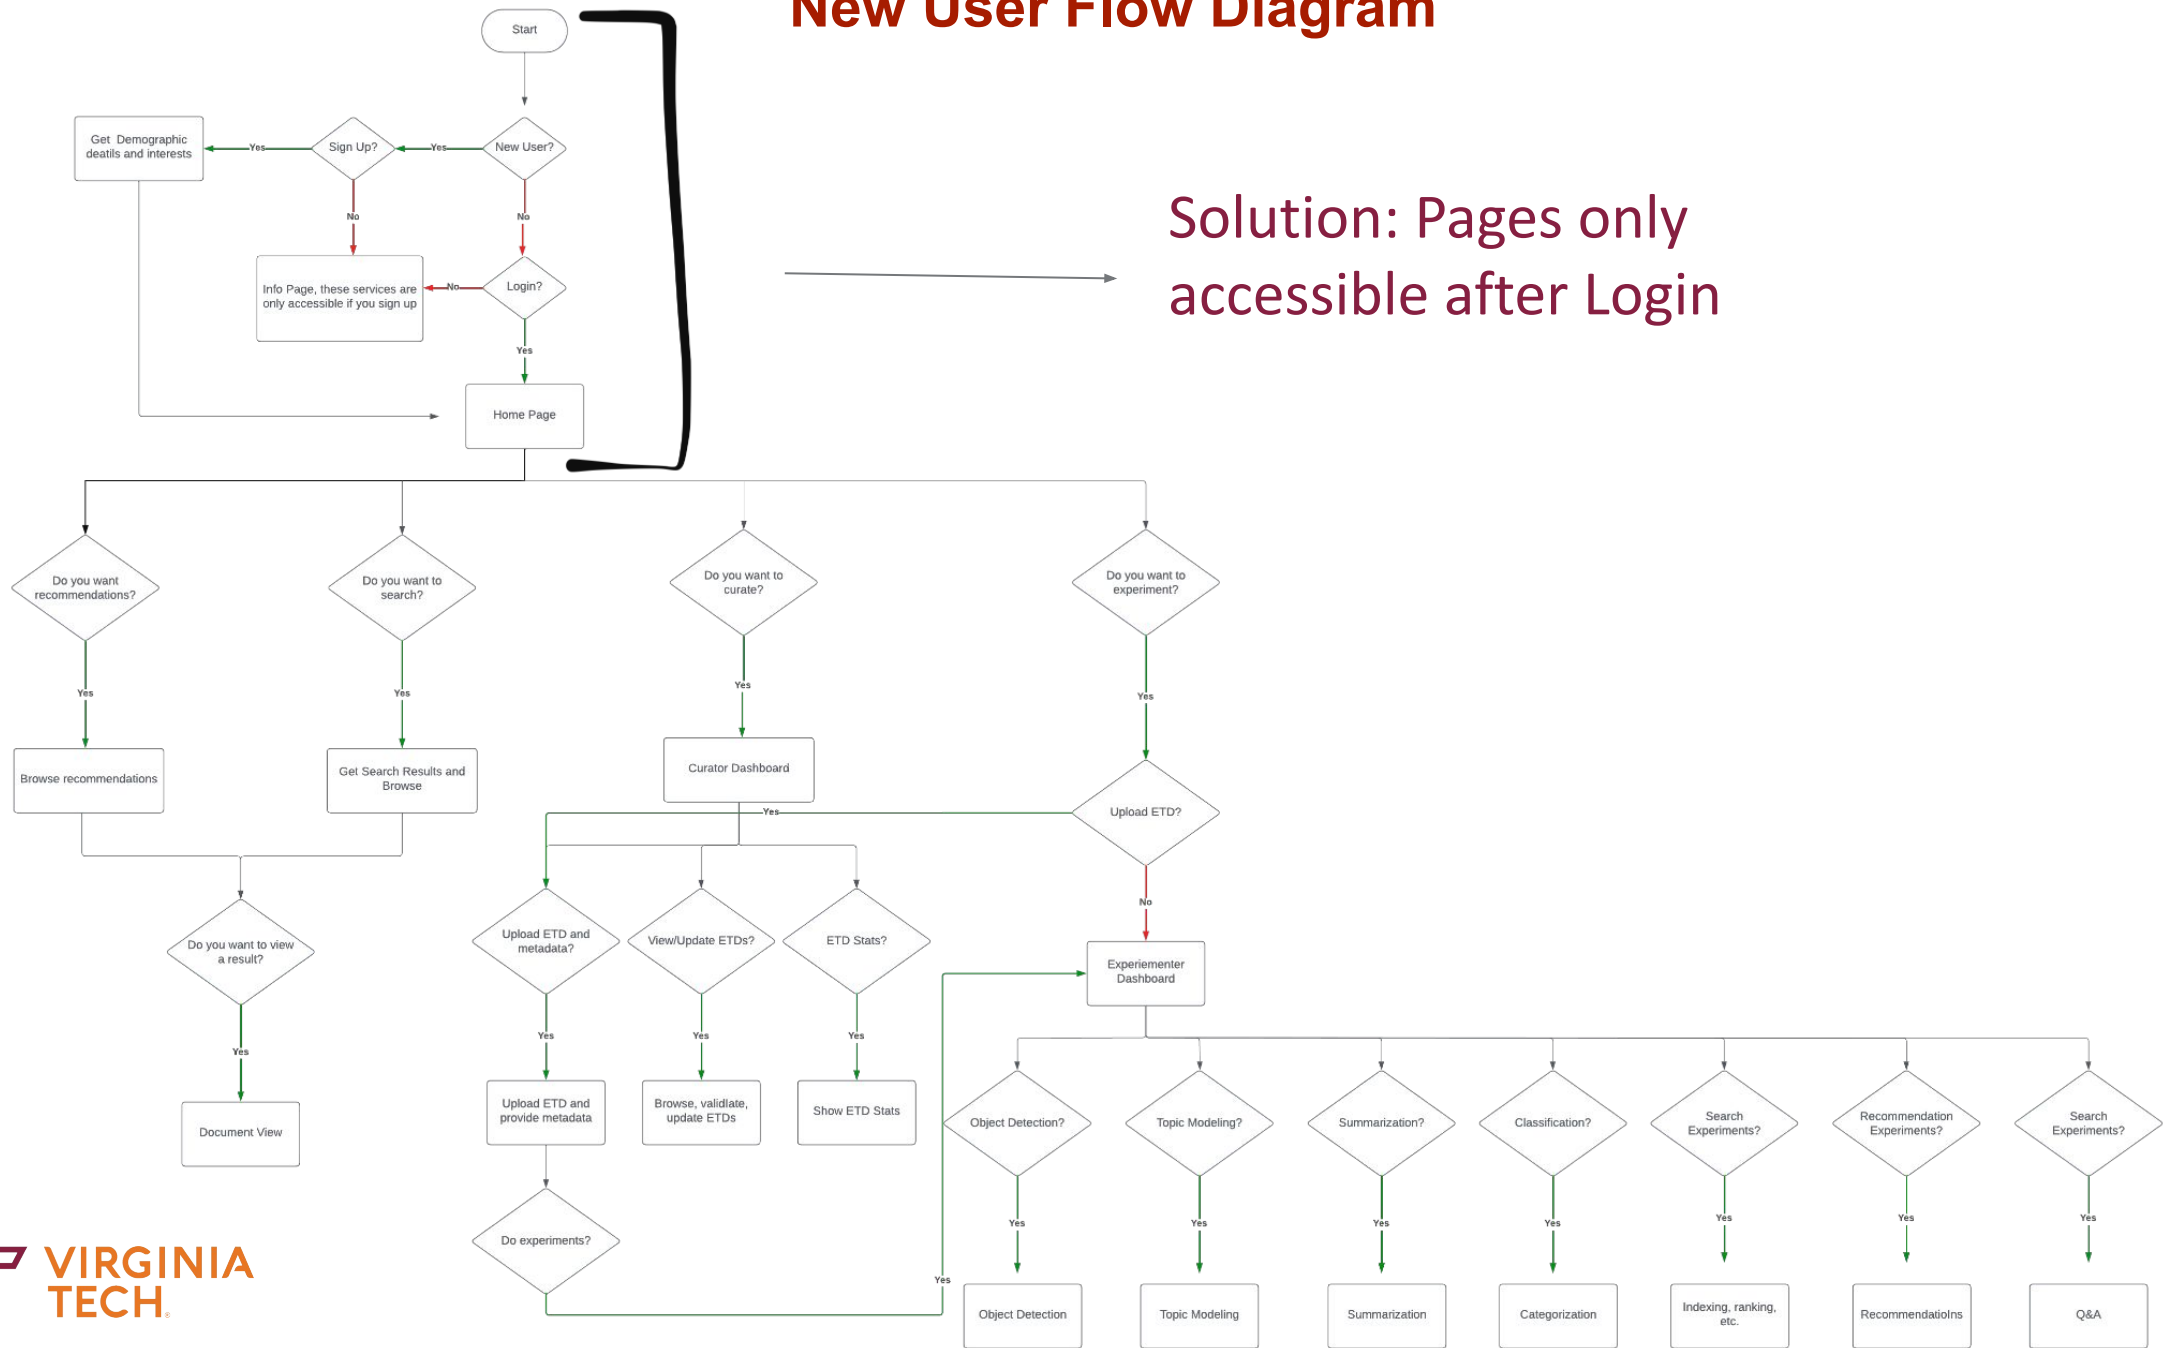 New User Flow Diagram
Start
Get  Demographic
deatils and interests
Yes
Sign Up?
Yes
New User?
No
No
Info Page, these services are
only accessible if you sign up
No
Login?
Yes
Home Page
Solution: Pages only
accessible after Login
Do you want
recommendations?
Do you want to
search?
Do you want to
curate?
Do you want to
experiment?
Yes
Yes
Yes
Yes
Browse recommendations
Get Search Results and
Browse
Curator Dashboard
Yes
Upload ETD?
No
Do you want to view
a result?
Upload ETD and
metadata?
View/Update ETDs?
ETD Stats?
Experiementer
Dashboard
Yes
Yes
Yes
Yes
Document View
Upload ETD and
provide metadata
Browse, validlate,
update ETDs
Show ETD Stats
Object Detection?
Topic Modeling?
Summarization?
Classification?
Search
Experiments?
Recommendation
Experiments?
Search
Experiments?
Yes
Yes
Yes
Yes
Yes
Yes
Yes
Do experiments?
Yes
Object Detection
Topic Modeling
Summarization
Categorization
Indexing, ranking,
etc.
RecommendatioIns
Q&A
VIRGINIA
TECH